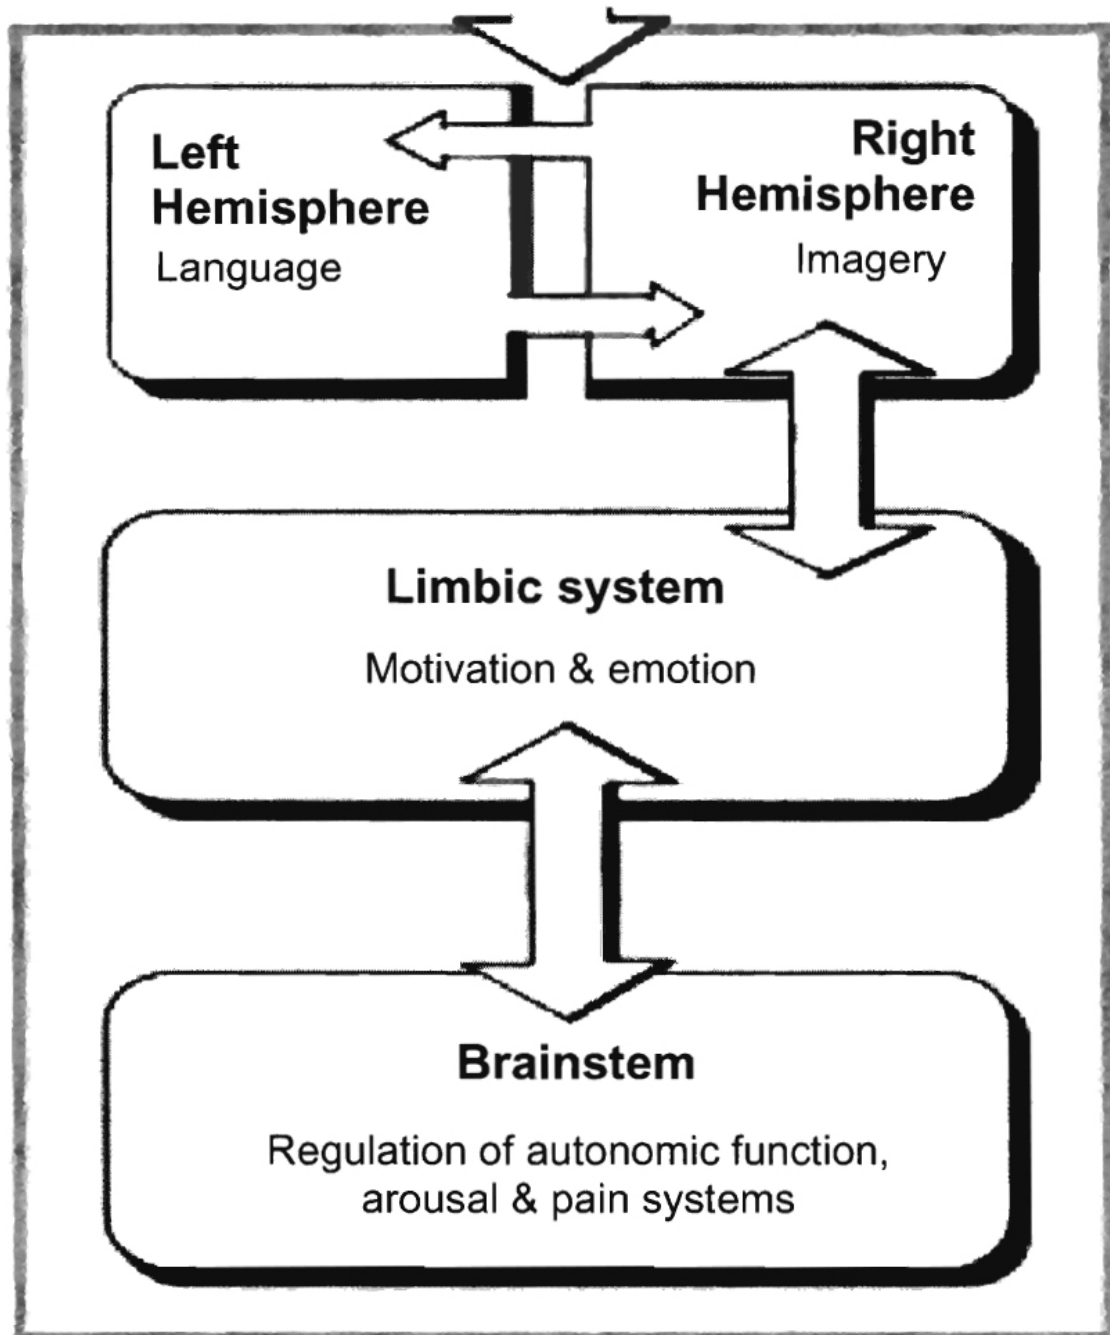 Left
Hemisphere
Language
Right
Hemisphere
Imagery
Limbic system
Motivation & emotion
Brainstem
Regulation of autonomic function,
arousal & pain systems